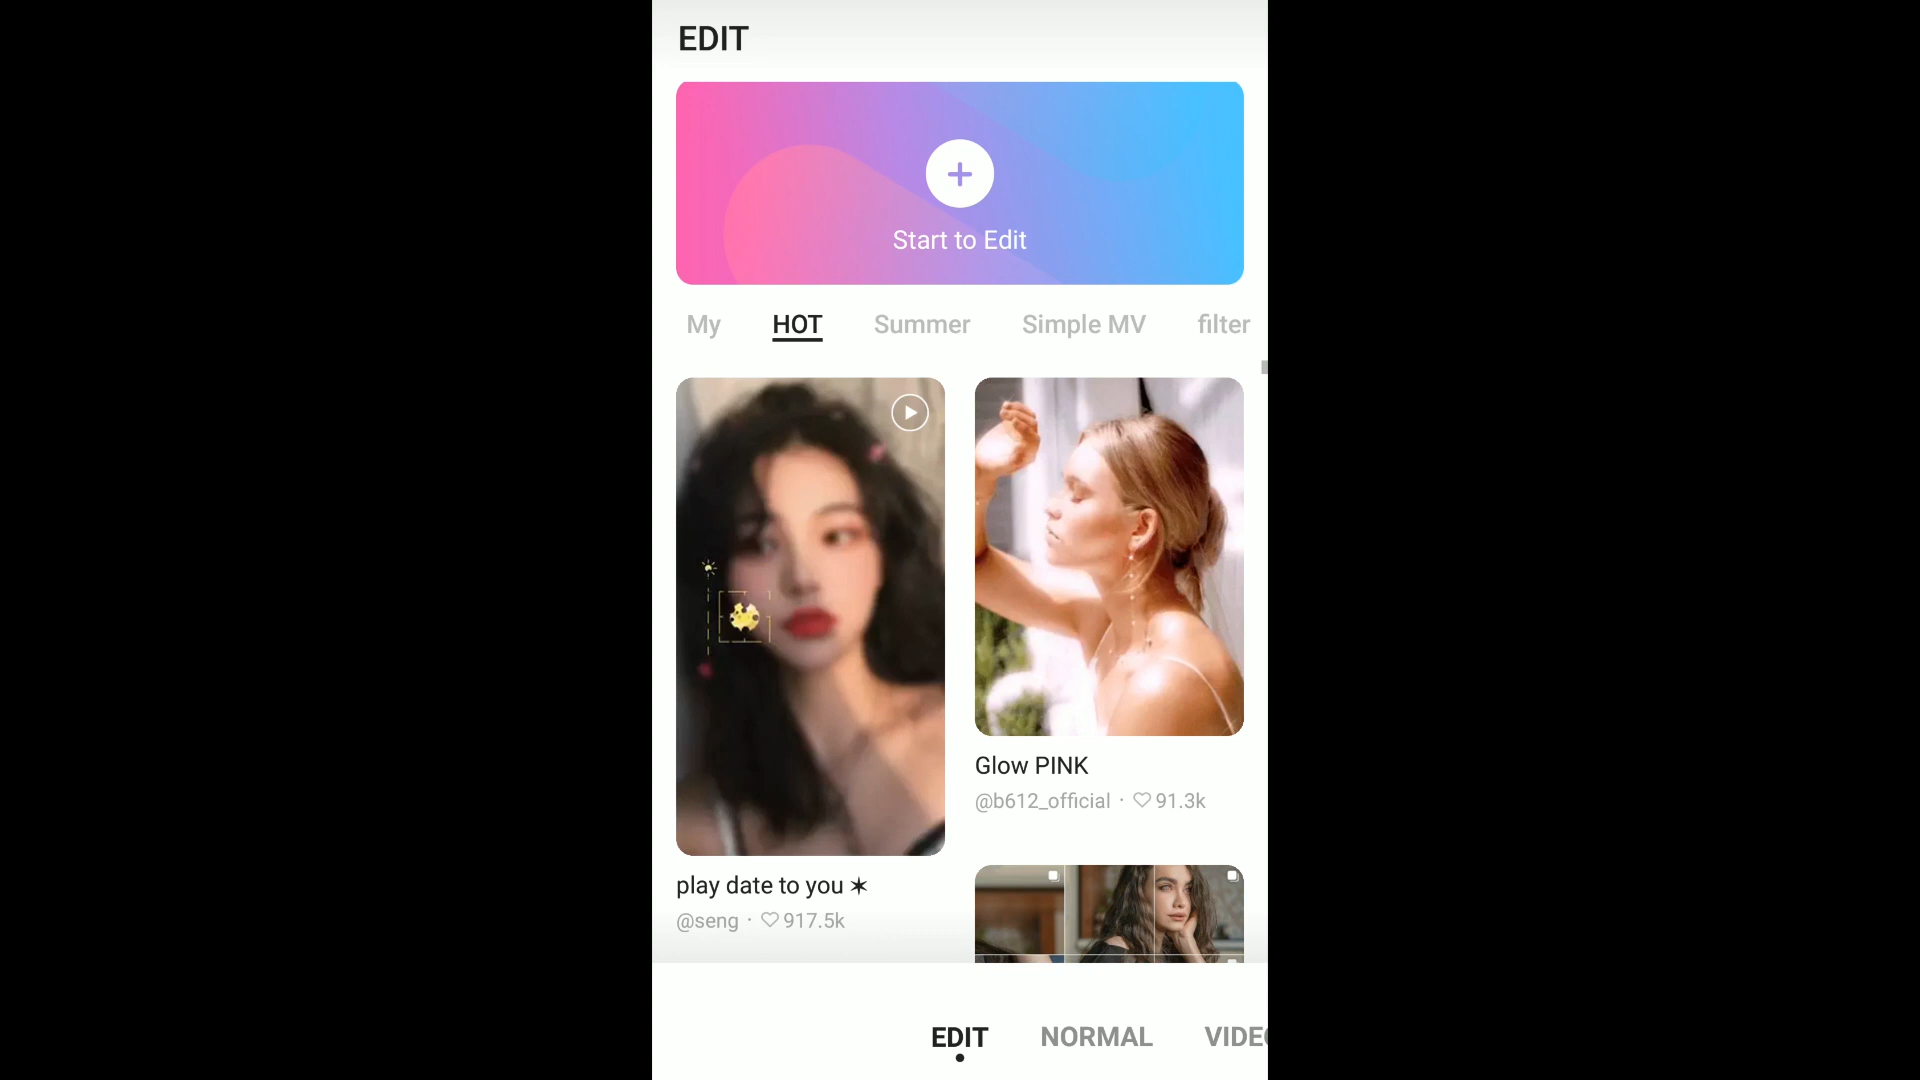 EDIT
Start to Edit
My HOT Summer Simple MV filter
Glow PINK
@b612_official · 91.3k
play date to you ✶
@seng · 917.5k
EDIT NORMAL VIDEO